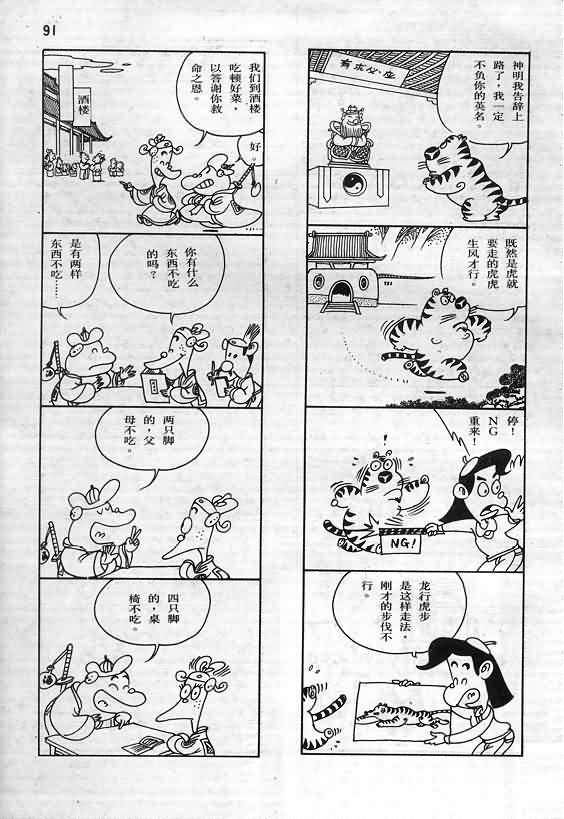 91
神明我告辞上
路了，我一定
不负你的英名。
有求必应
既然是虎就
要走的虎虎
生风才行。
停！
NG
重来！
NG!
龙行虎步
是这样走法，
刚才的步伐不
行。
我们到酒楼
吃顿好菜，
以答谢你救
命之恩。
好。
酒楼
你有什么
东西不吃
的吗？
是有两样
东西不吃……
两只脚
的，父
母不吃。
四只脚
的，桌
椅不吃。